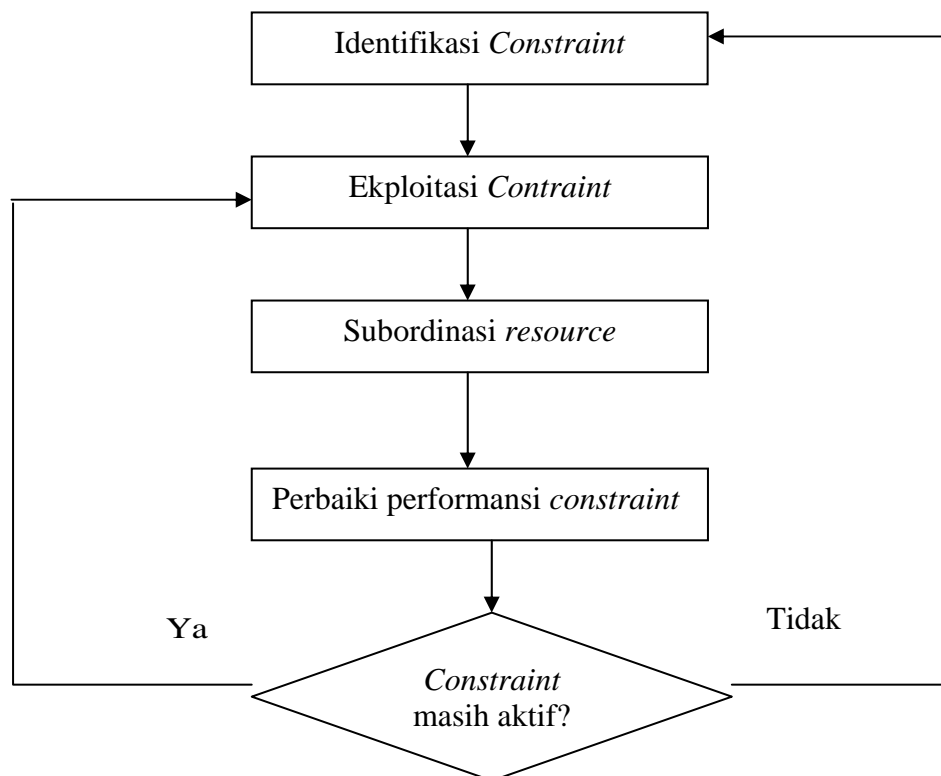 Identifikasi Constraint
Ekploitasi Contraint
Subordinasi resource
Perbaiki performansi constraint
Ya
Tidak
Constraint
masih aktif?